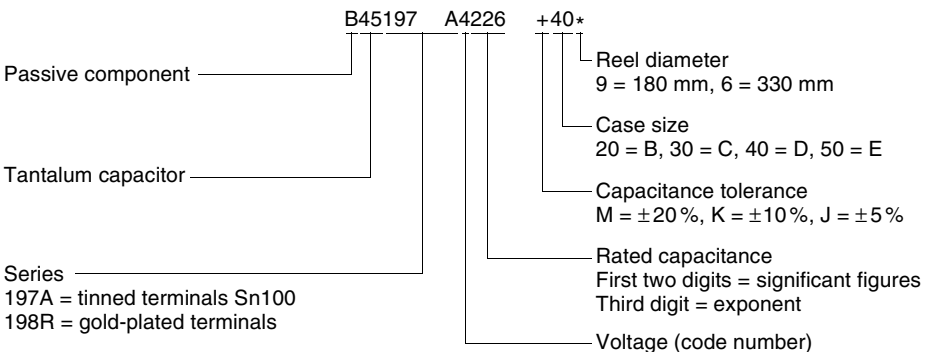 B45197 A4226 +40*
Passive component
Tantalum capacitor
Series
197A = tinned terminals Sn100
198R = gold-plated terminals
Reel diameter
9 = 180 mm, 6 = 330 mm
Case size
20 = B, 30 = C, 40 = D, 50 = E
Capacitance tolerance
M = ±20%, K = ±10%, J = ±5%
Rated capacitance
First two digits = significant figures
Third digit = exponent
Voltage (code number)